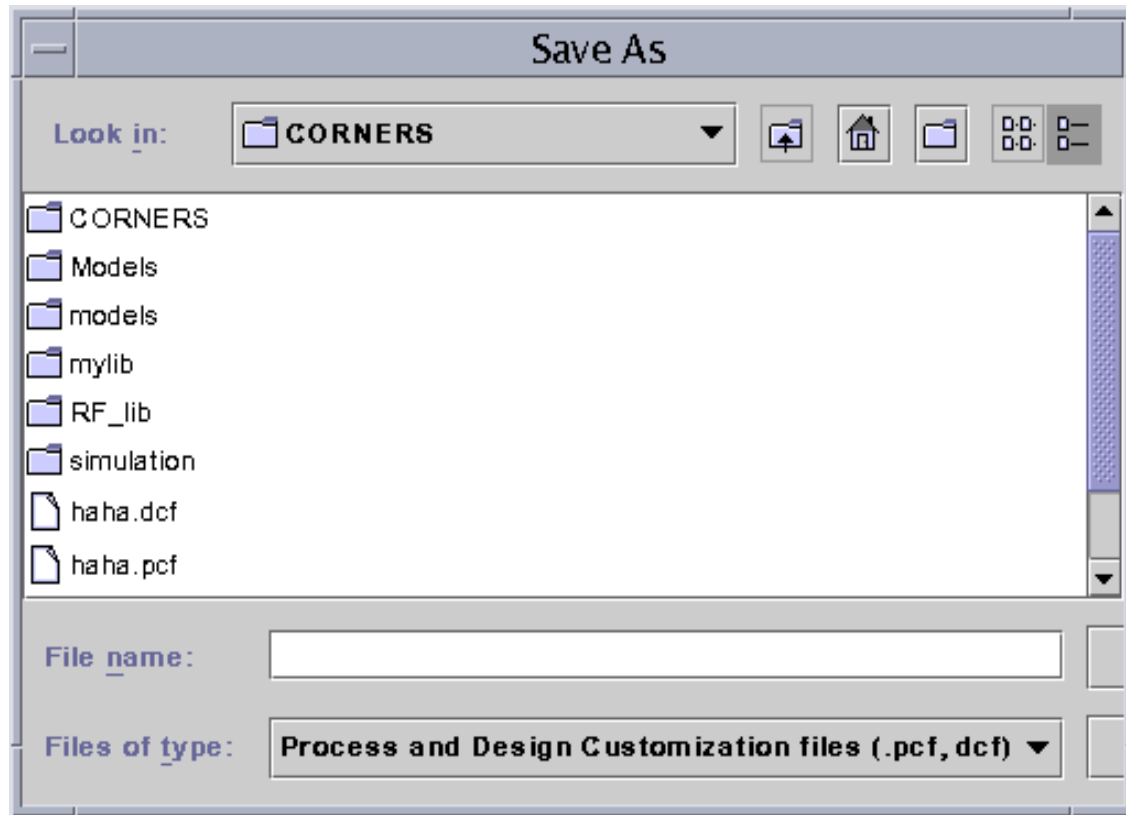 Save As
Look in: CORNERS
CORNERS
Models
models
mylib
RF_lib
simulation
haha.dcf
haha.pcf
File name:
Files of type: Process and Design Customization files (.pcf, dcf)